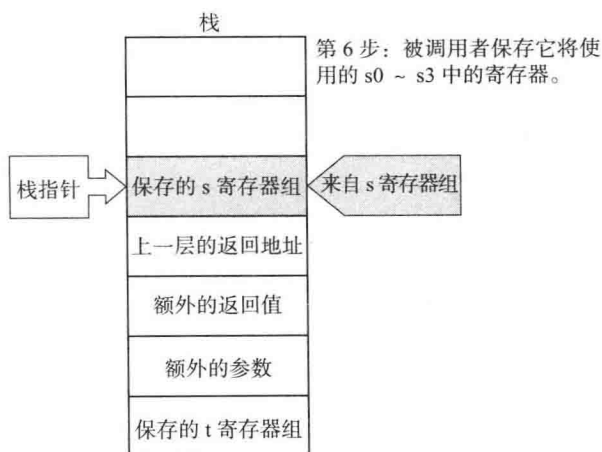 栈
第 6 步：被调用者保存它将使
用的 s0 ~ s3 中的寄存器。
栈指针
保存的 s 寄存器组
来自 s 寄存器组
上一层的返回地址
额外的返回值
额外的参数
保存的 t 寄存器组